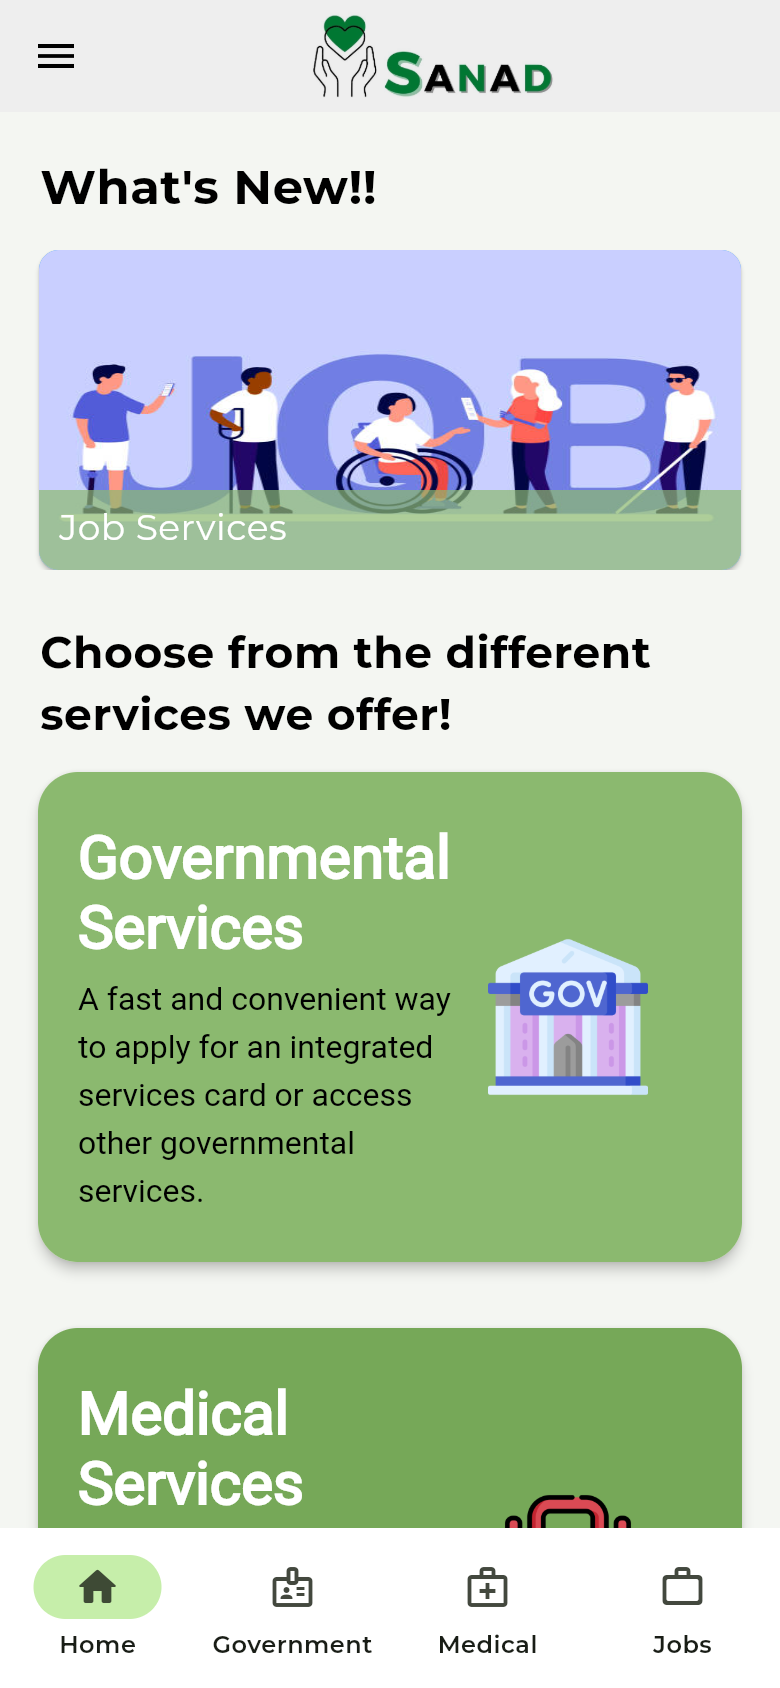 SANAD
What's New!!
JOB
Job Services
Choose from the different
services we offer!
Governmental
Services
A fast and convenient way
to apply for an integrated
services card or access
other governmental
services.
GOV
Medical
Services
Home
Government
Medical
Jobs